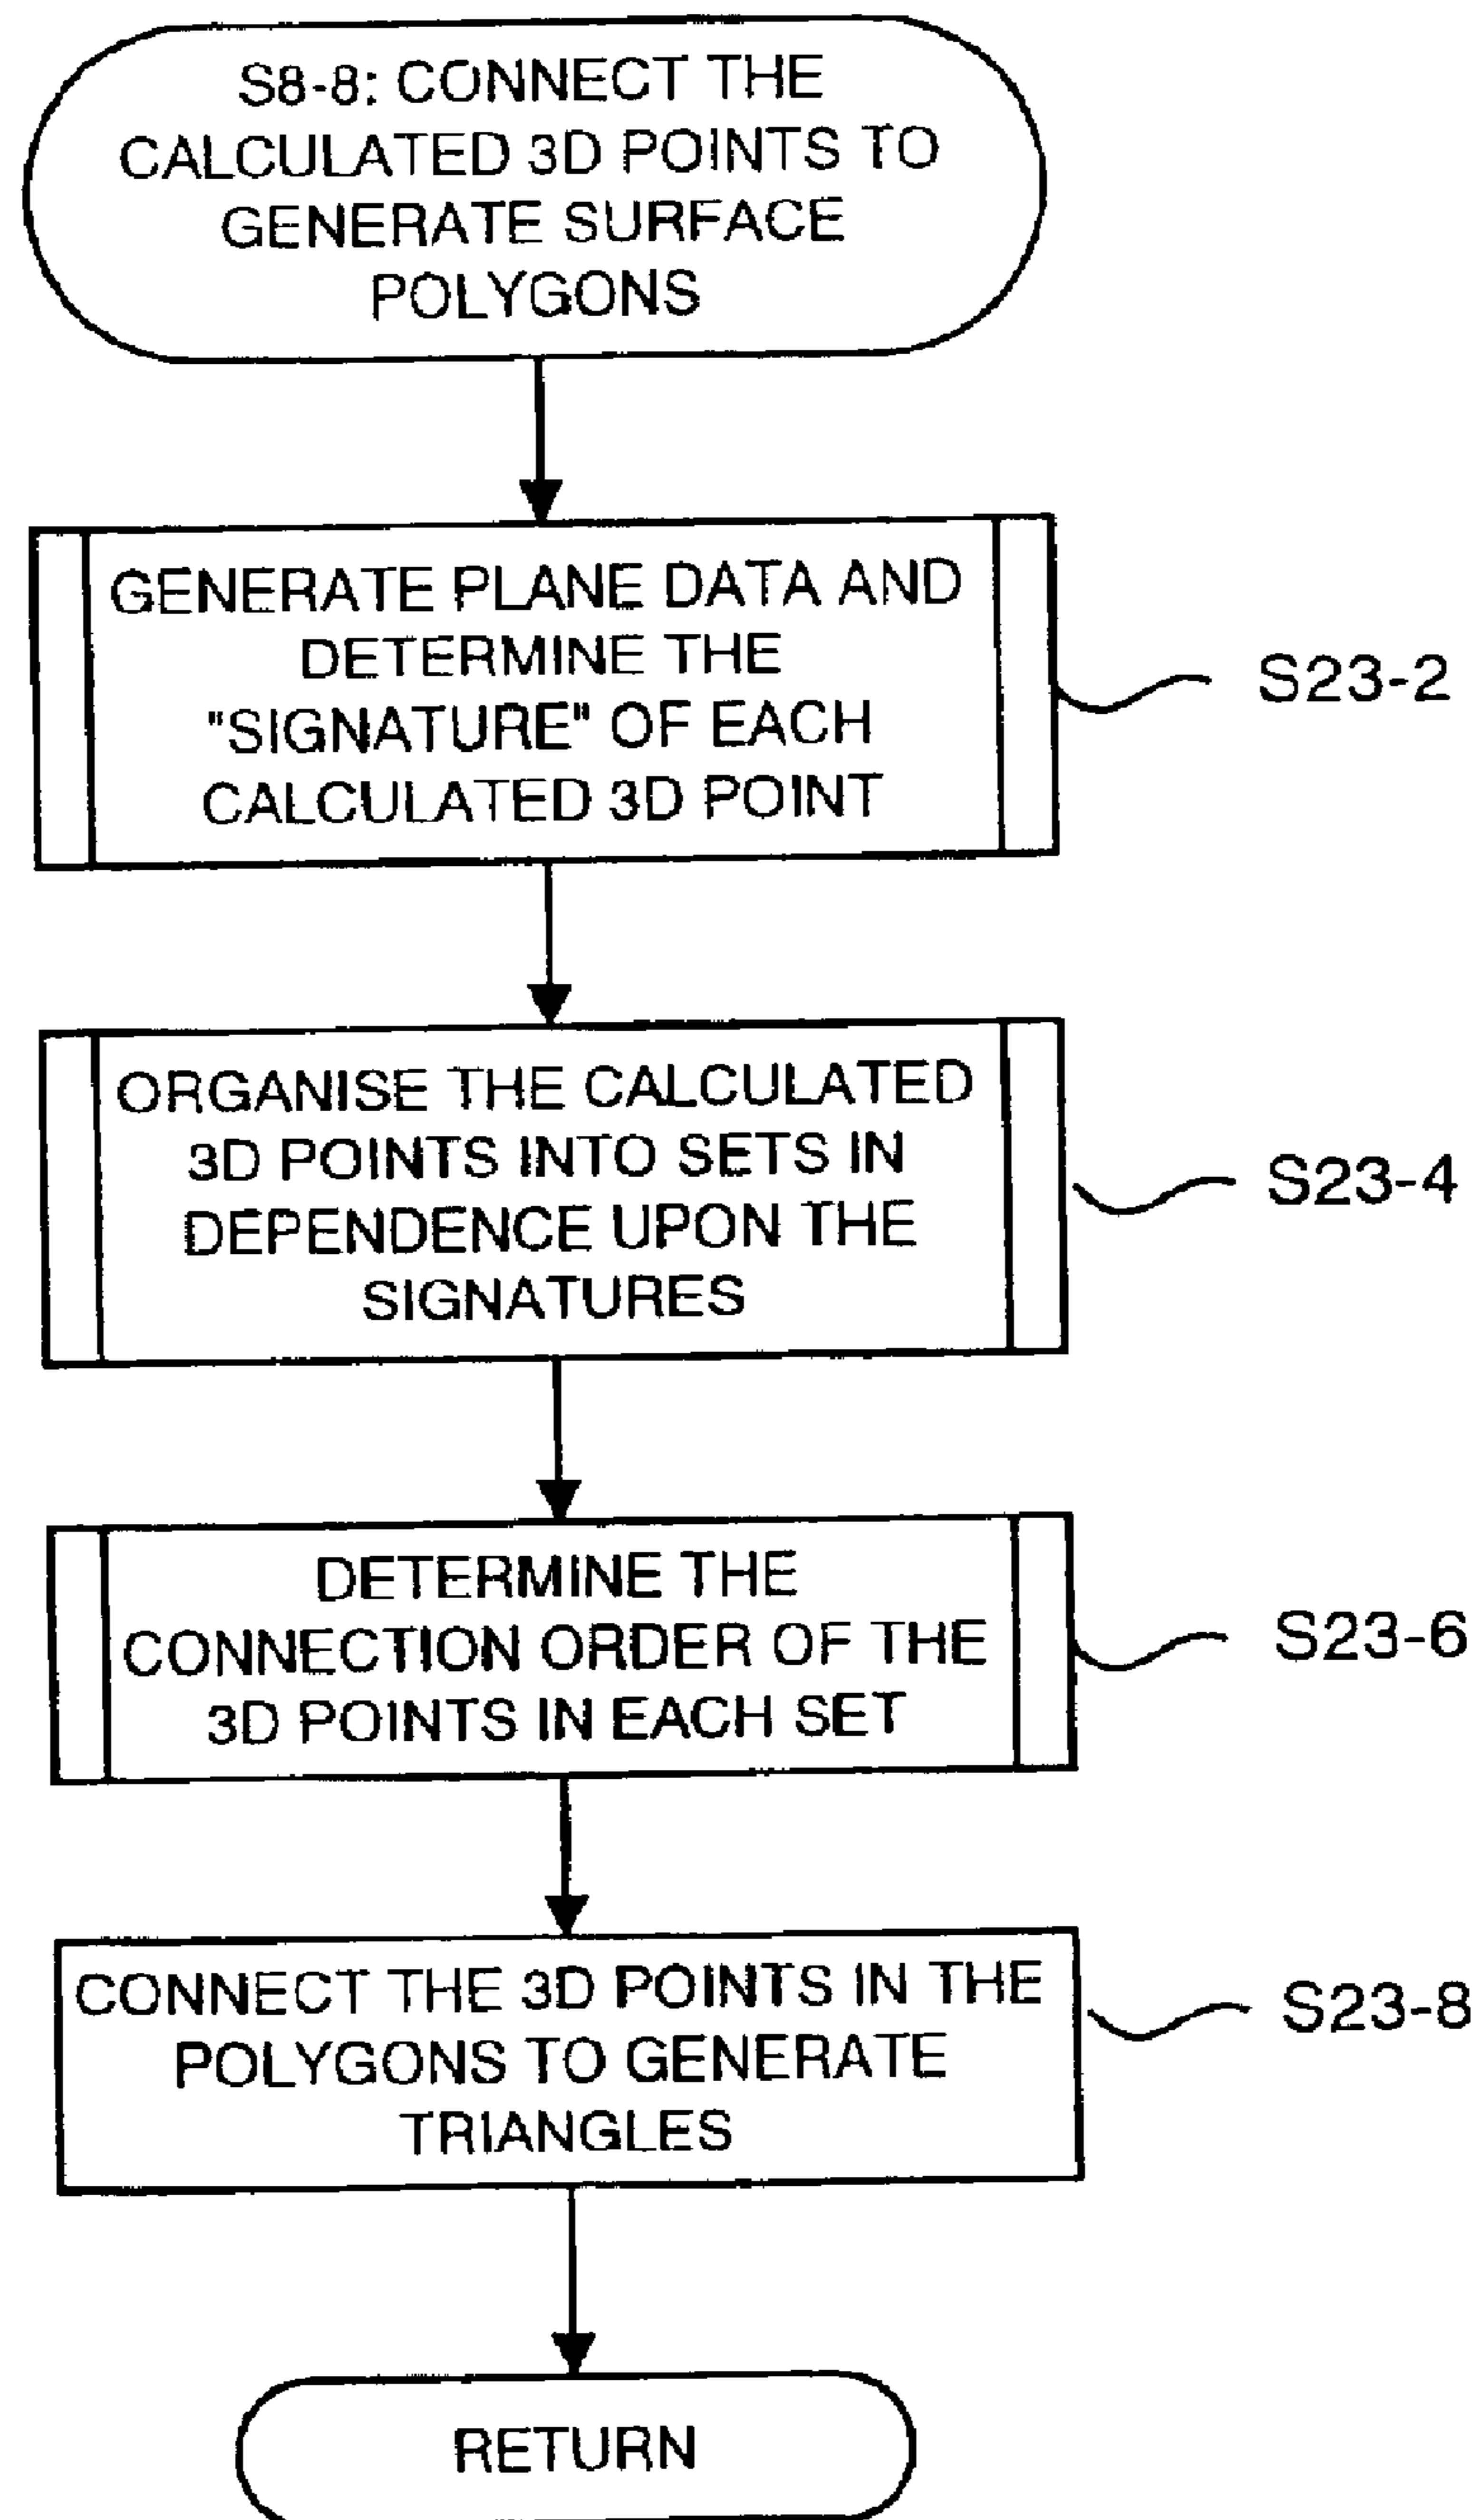 S8-8: CONNECT THE
CALCULATED 3D POINTS TO
GENERATE SURFACE
POLYGONS
GENERATE PLANE DATA AND
DETERMINE THE
"SIGNATURE" OF EACH
CALCULATED 3D POINT
S23-2
ORGANISE THE CALCULATED
3D POINTS INTO SETS IN
DEPENDENCE UPON THE
SIGNATURES
S23-4
DETERMINE THE
CONNECTION ORDER OF THE
3D POINTS IN EACH SET
S23-6
CONNECT THE 3D POINTS IN THE
POLYGONS TO GENERATE
TRIANGLES
S23-8
RETURN